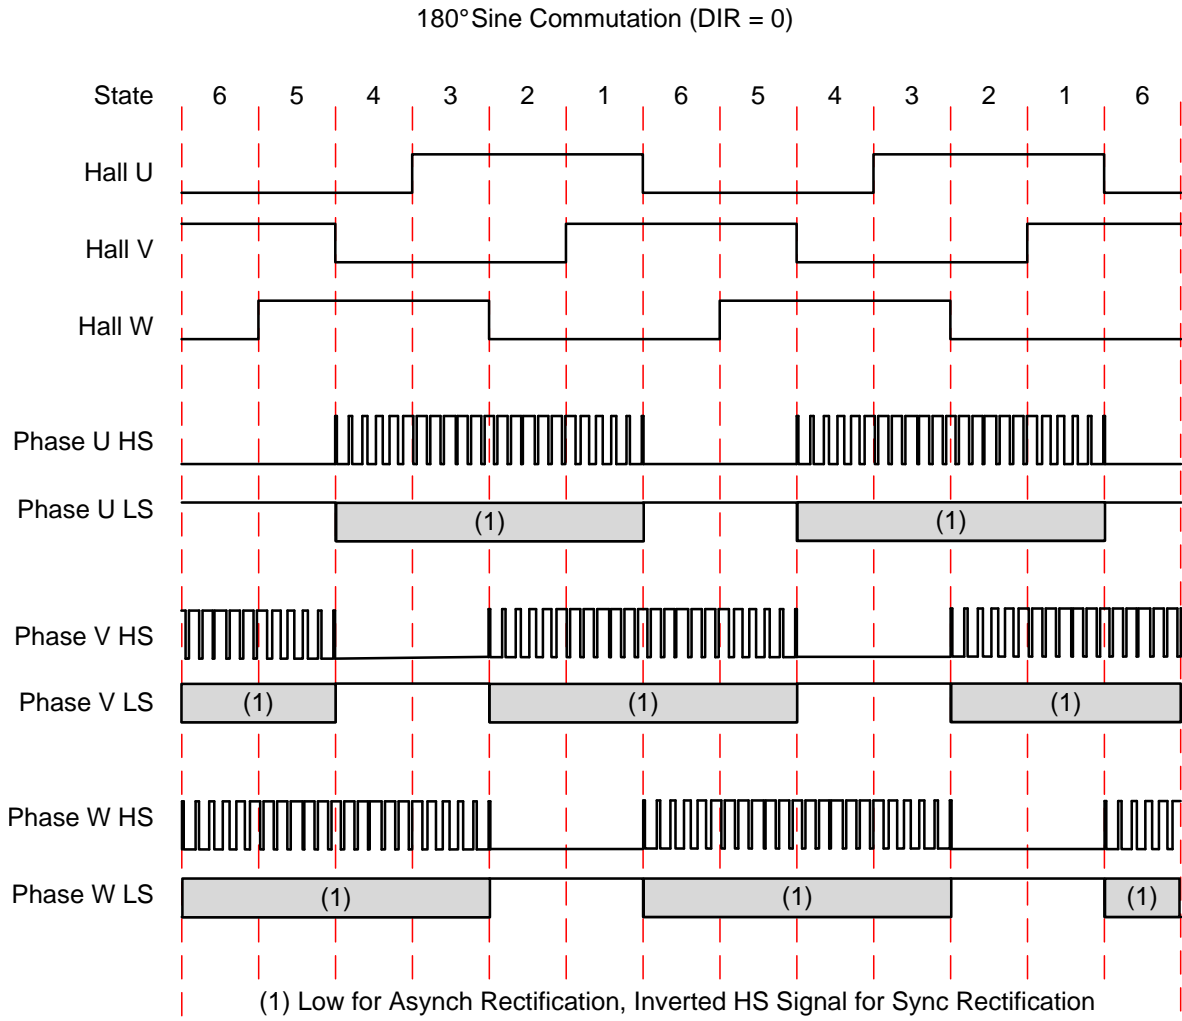 180°Sine Commutation (DIR = 0)
State 6 5 4 3 2 1 6 5 4 3 2 1 6
Hall U
Hall V
Hall W
Phase U HS
Phase U LS (1) (1)
Phase V HS
Phase V LS (1) (1) (1)
Phase W HS
Phase W LS (1) (1) (1)
(1) Low for Asynch Rectification, Inverted HS Signal for Sync Rectification